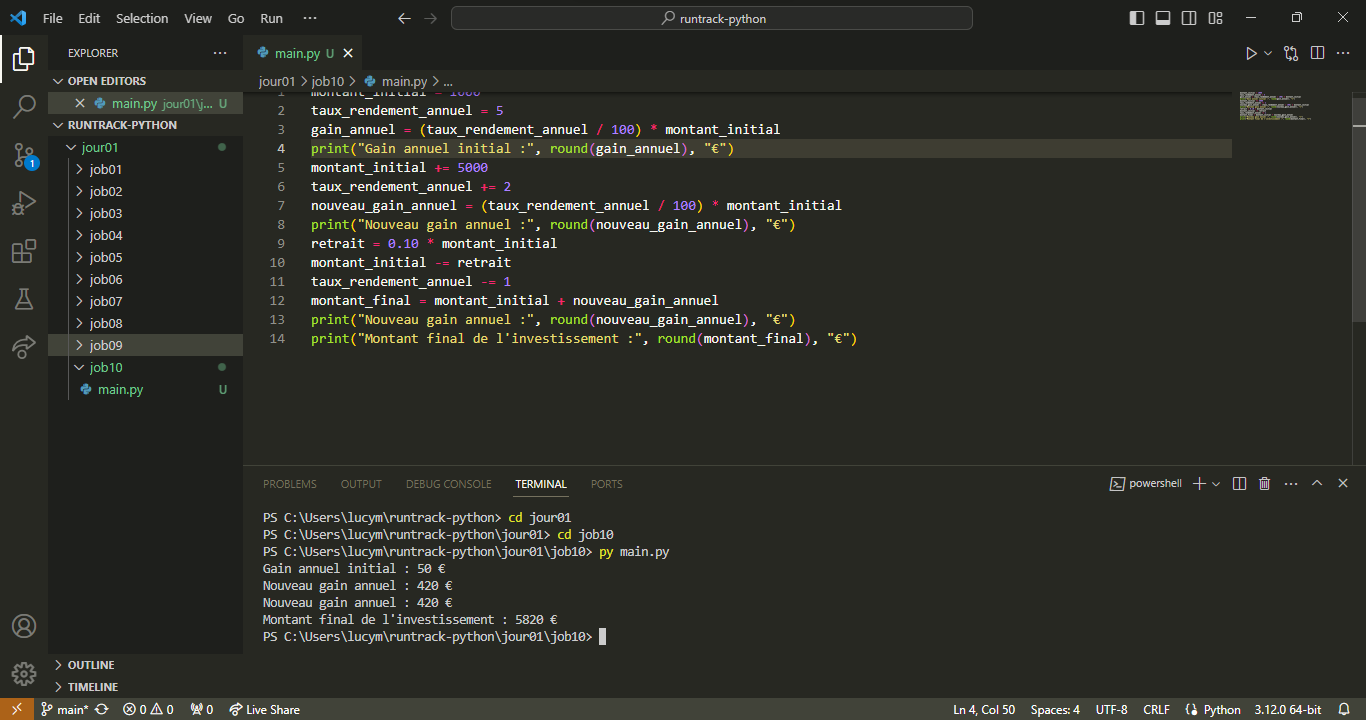 File Edit Selection View Go Run ··· runtrack-python
EXPLORER ···
OPEN EDITORS
main.py jour01\j... U
RUNTRACK-PYTHON
jour01
job01
job02
job03
job04
job05
job06
job07
job08
job09
job10
main.py U
OUTLINE
TIMELINE
main.py U
jour01 > job10 > main.py > ...
1 montant_initial = 1000
2 taux_rendement_annuel = 5
3 gain_annuel = (taux_rendement_annuel / 100) * montant_initial
4 print("Gain annuel initial :", round(gain_annuel), "€")
5 montant_initial += 5000
6 taux_rendement_annuel += 2
7 nouveau_gain_annuel = (taux_rendement_annuel / 100) * montant_initial
8 print("Nouveau gain annuel :", round(nouveau_gain_annuel), "€")
9 retrait = 0.10 * montant_initial
10 montant_initial -= retrait
11 taux_rendement_annuel -= 1
12 montant_final = montant_initial + nouveau_gain_annuel
13 print("Nouveau gain annuel :", round(nouveau_gain_annuel), "€")
14 print("Montant final de l'investissement :", round(montant_final), "€")
PROBLEMS OUTPUT DEBUG CONSOLE TERMINAL PORTS powershell
PS C:\Users\lucym\runtrack-python> cd jour01
PS C:\Users\lucym\runtrack-python\jour01> cd job10
PS C:\Users\lucym\runtrack-python\jour01\job10> py main.py
Gain annuel initial : 50 €
Nouveau gain annuel : 420 €
Nouveau gain annuel : 420 €
Montant final de l'investissement : 5820 €
PS C:\Users\lucym\runtrack-python\jour01\job10>
1
main* 0 0 0 Live Share Ln 4, Col 50 Spaces: 4 UTF-8 CRLF Python 3.12.0 64-bit